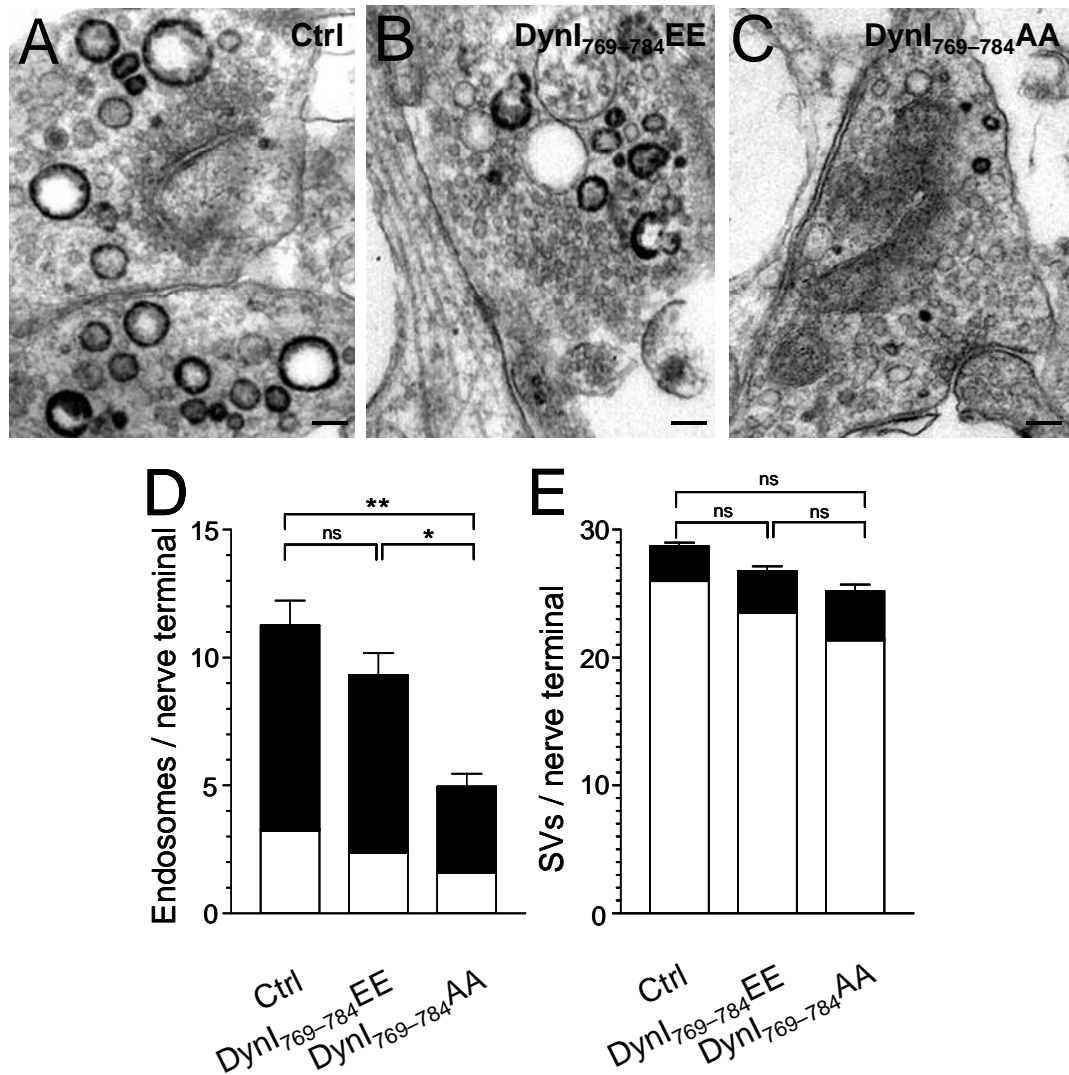 A Ctrl
B DynI769–784EE
C DynI769–784AA
D
Endosomes / nerve terminal
15
10
5
0
**
ns
*
Ctrl
DynI769–784EE
DynI769–784AA
E
SVs / nerve terminal
30
20
10
0
ns
ns
ns
Ctrl
DynI769–784EE
DynI769–784AA